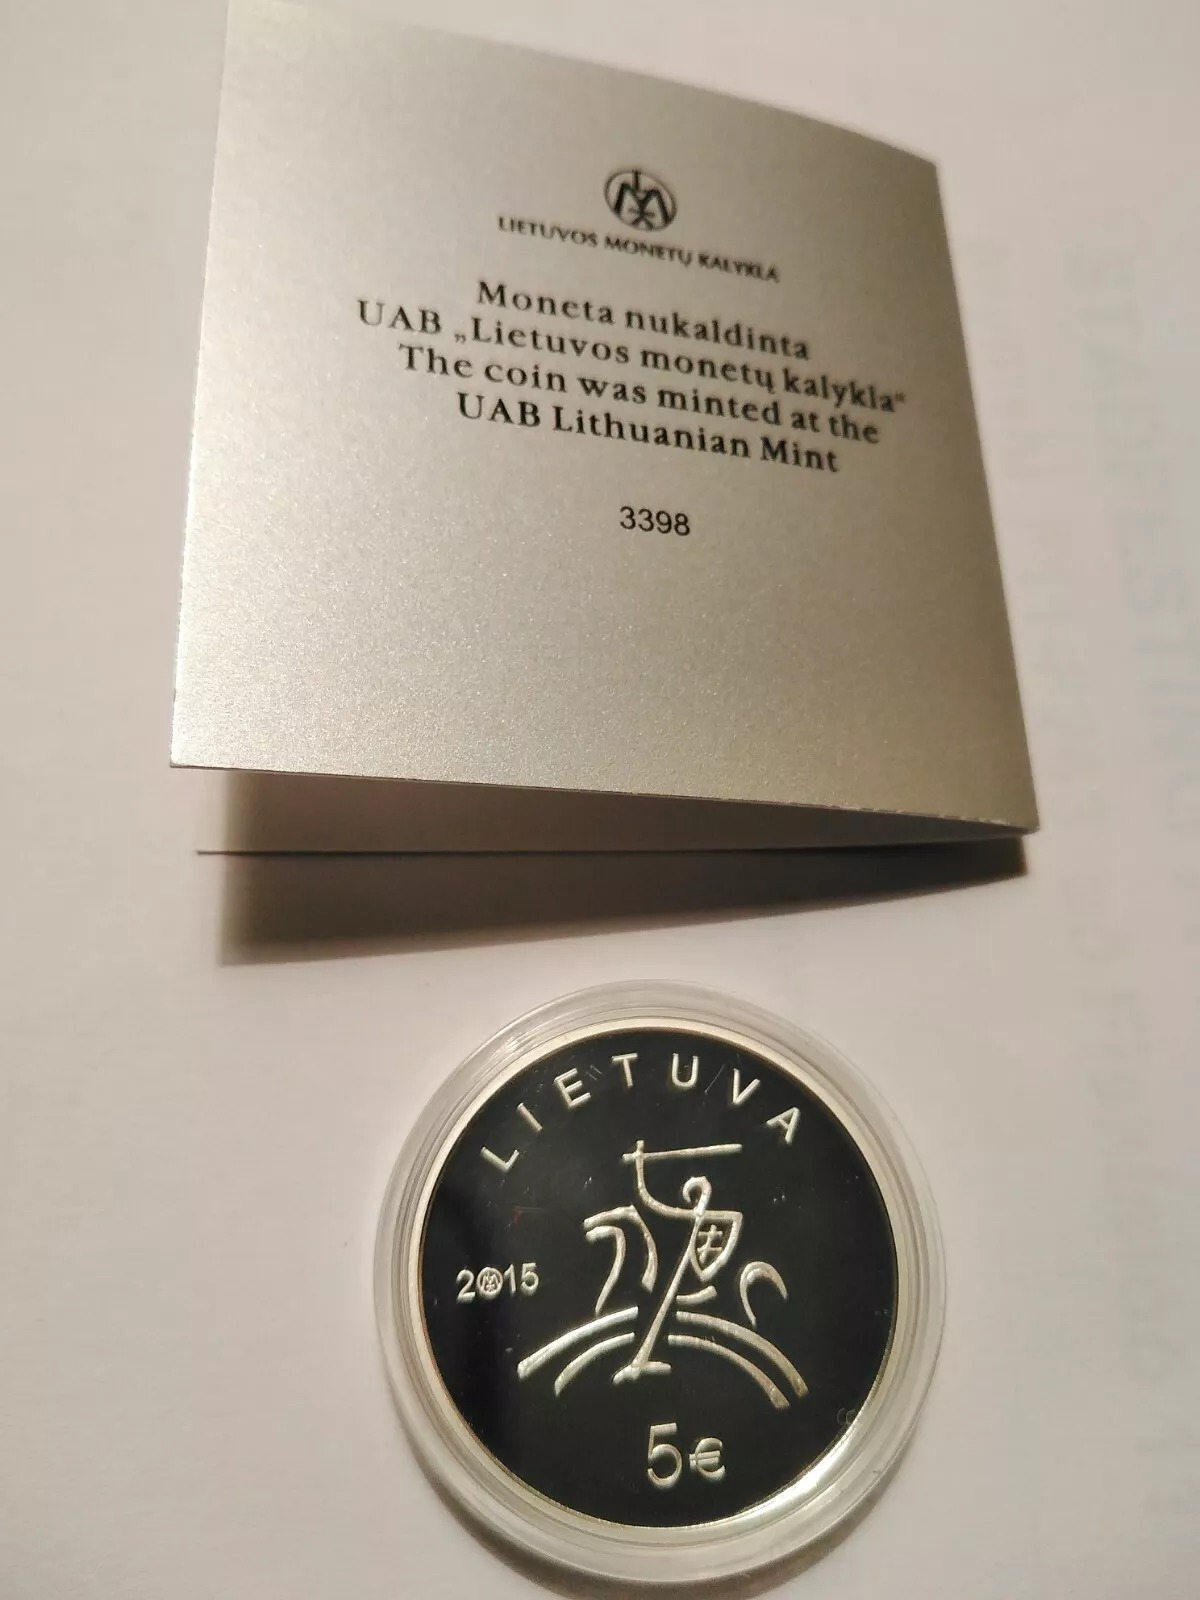 LIETUVOS MONETŲ KALYKLA
Moneta nukaldinta
UAB „Lietuvos monetų kalykla“
The coin was minted at the
UAB Lithuanian Mint
3398
LIETUVA
2015
5€